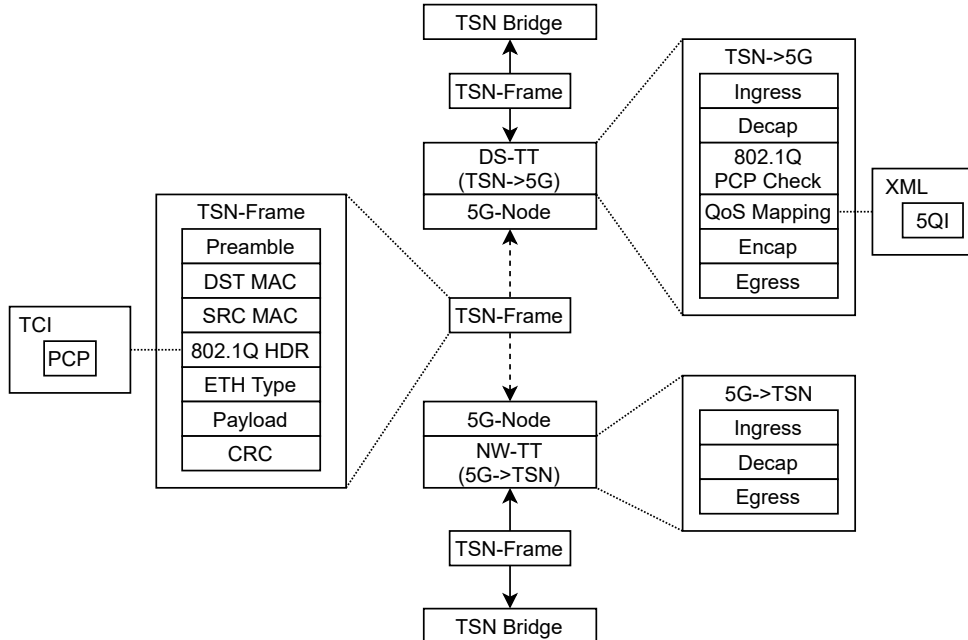 TSN Bridge
TSN-Frame
DS-TT
(TSN->5G)
5G-Node
TSN->5G
Ingress
Decap
802.1Q
PCP Check
QoS Mapping
Encap
Egress
XML
5QI
TSN-Frame
Preamble
DST MAC
SRC MAC
802.1Q HDR
ETH Type
Payload
CRC
TCI
PCP
TSN-Frame
5G-Node
NW-TT
(5G->TSN)
5G->TSN
Ingress
Decap
Egress
TSN-Frame
TSN Bridge